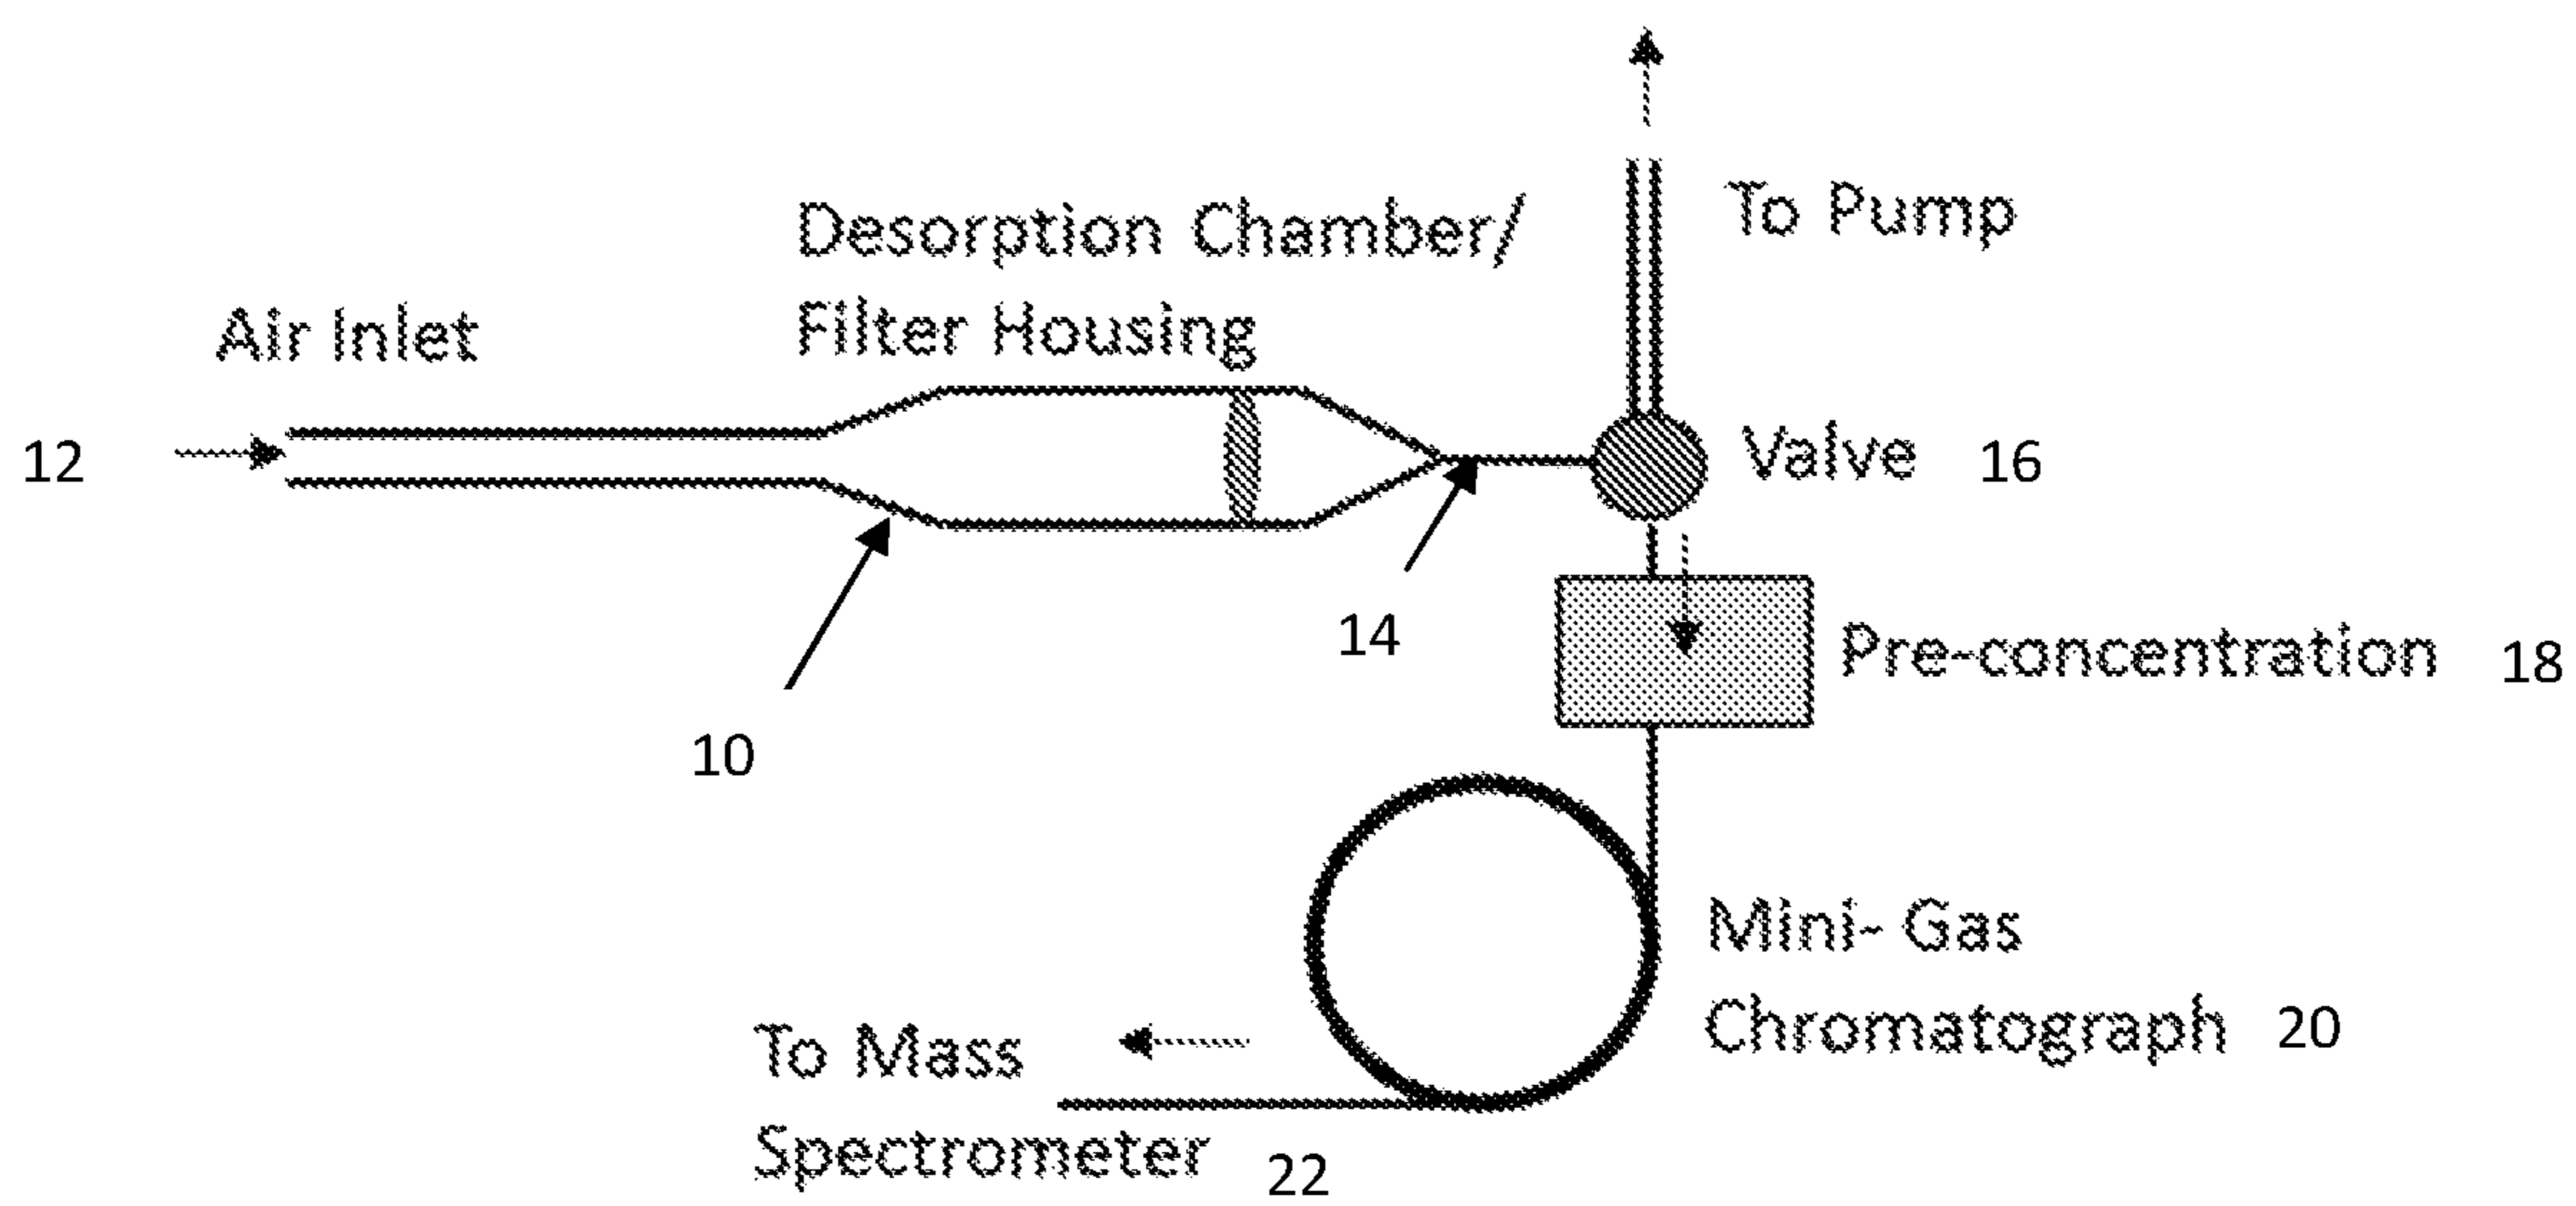 To Pump
Desorption Chamber/
Filter Housing
Air Inlet
12
Valve 16
14
Pre-concentration 18
10
Mini- Gas
Chromatograph 20
To Mass
Spectrometer 22